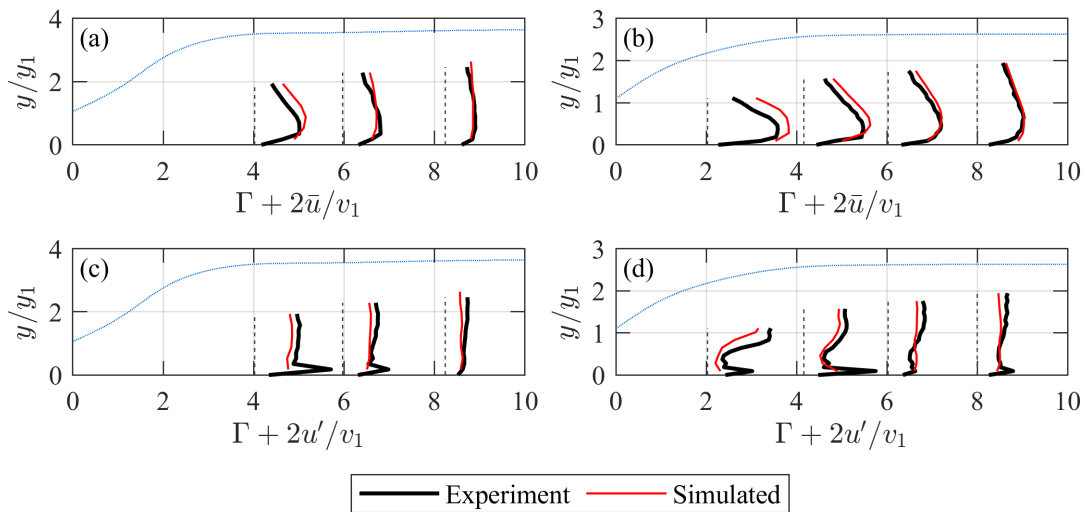 (a)
y/y₁
4
2
0
0 2 4 6 8 10
Γ + 2ū/v₁
(b)
y/y₁
3
2
1
0
0 2 4 6 8 10
Γ + 2ū/v₁
(c)
y/y₁
4
2
0
0 2 4 6 8 10
Γ + 2u′/v₁
(d)
y/y₁
3
2
1
0
0 2 4 6 8 10
Γ + 2u′/v₁
Experiment Simulated